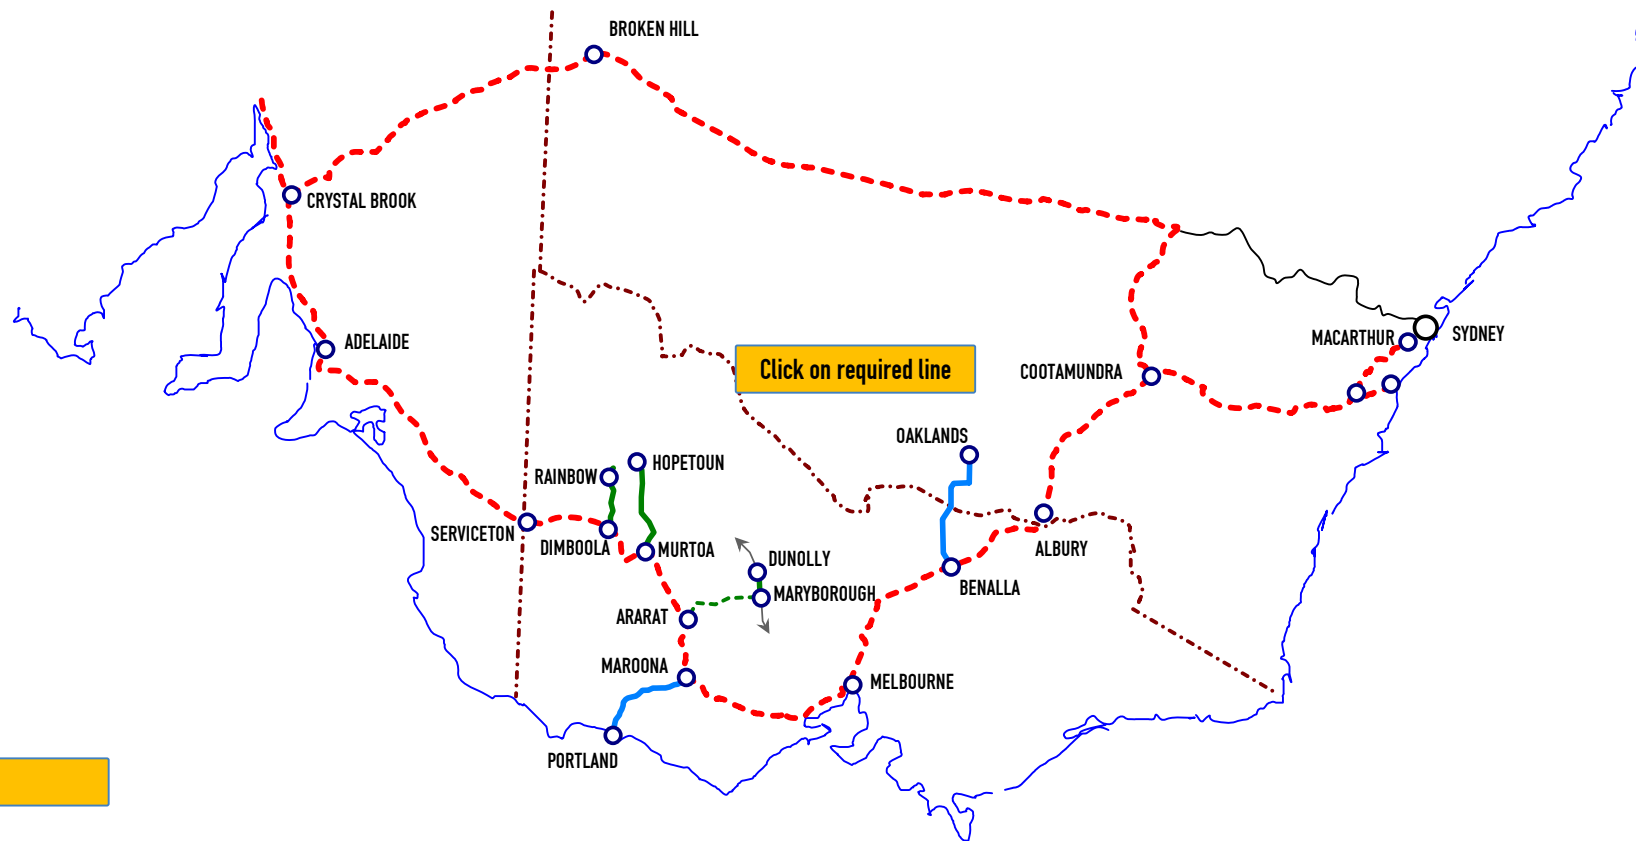 BROKEN HILL
CRYSTAL BROOK
ADELAIDE
MACARTHUR
SYDNEY
Click on required line
COOTAMUNDRA
OAKLANDS
HOPETOUN
RAINBOW
SERVICETON
DIMBOOLA
MURTOA
ALBURY
DUNOLLY
BENALLA
MARYBOROUGH
ARARAT
MAROONA
MELBOURNE
PORTLAND